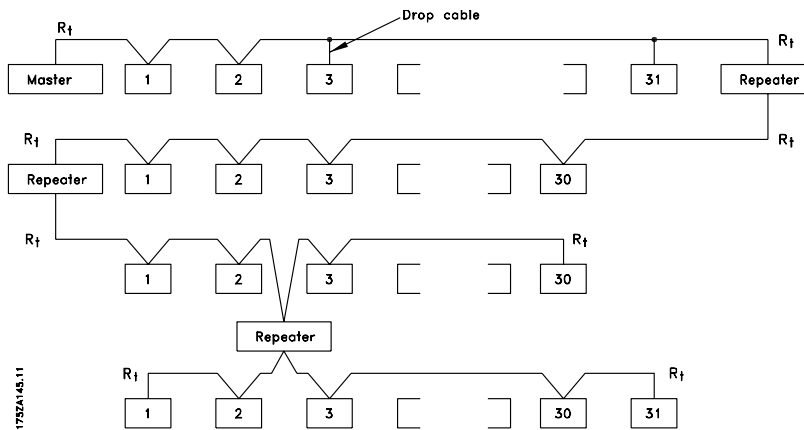 Drop cable
Rt Rt
Master 1 2 3 31 Repeater
Rt Rt
Repeater 1 2 3 30
Rt Rt
1 2 3 30
Repeater
Rt Rt
1 2 3 30 31
175ZA145.11